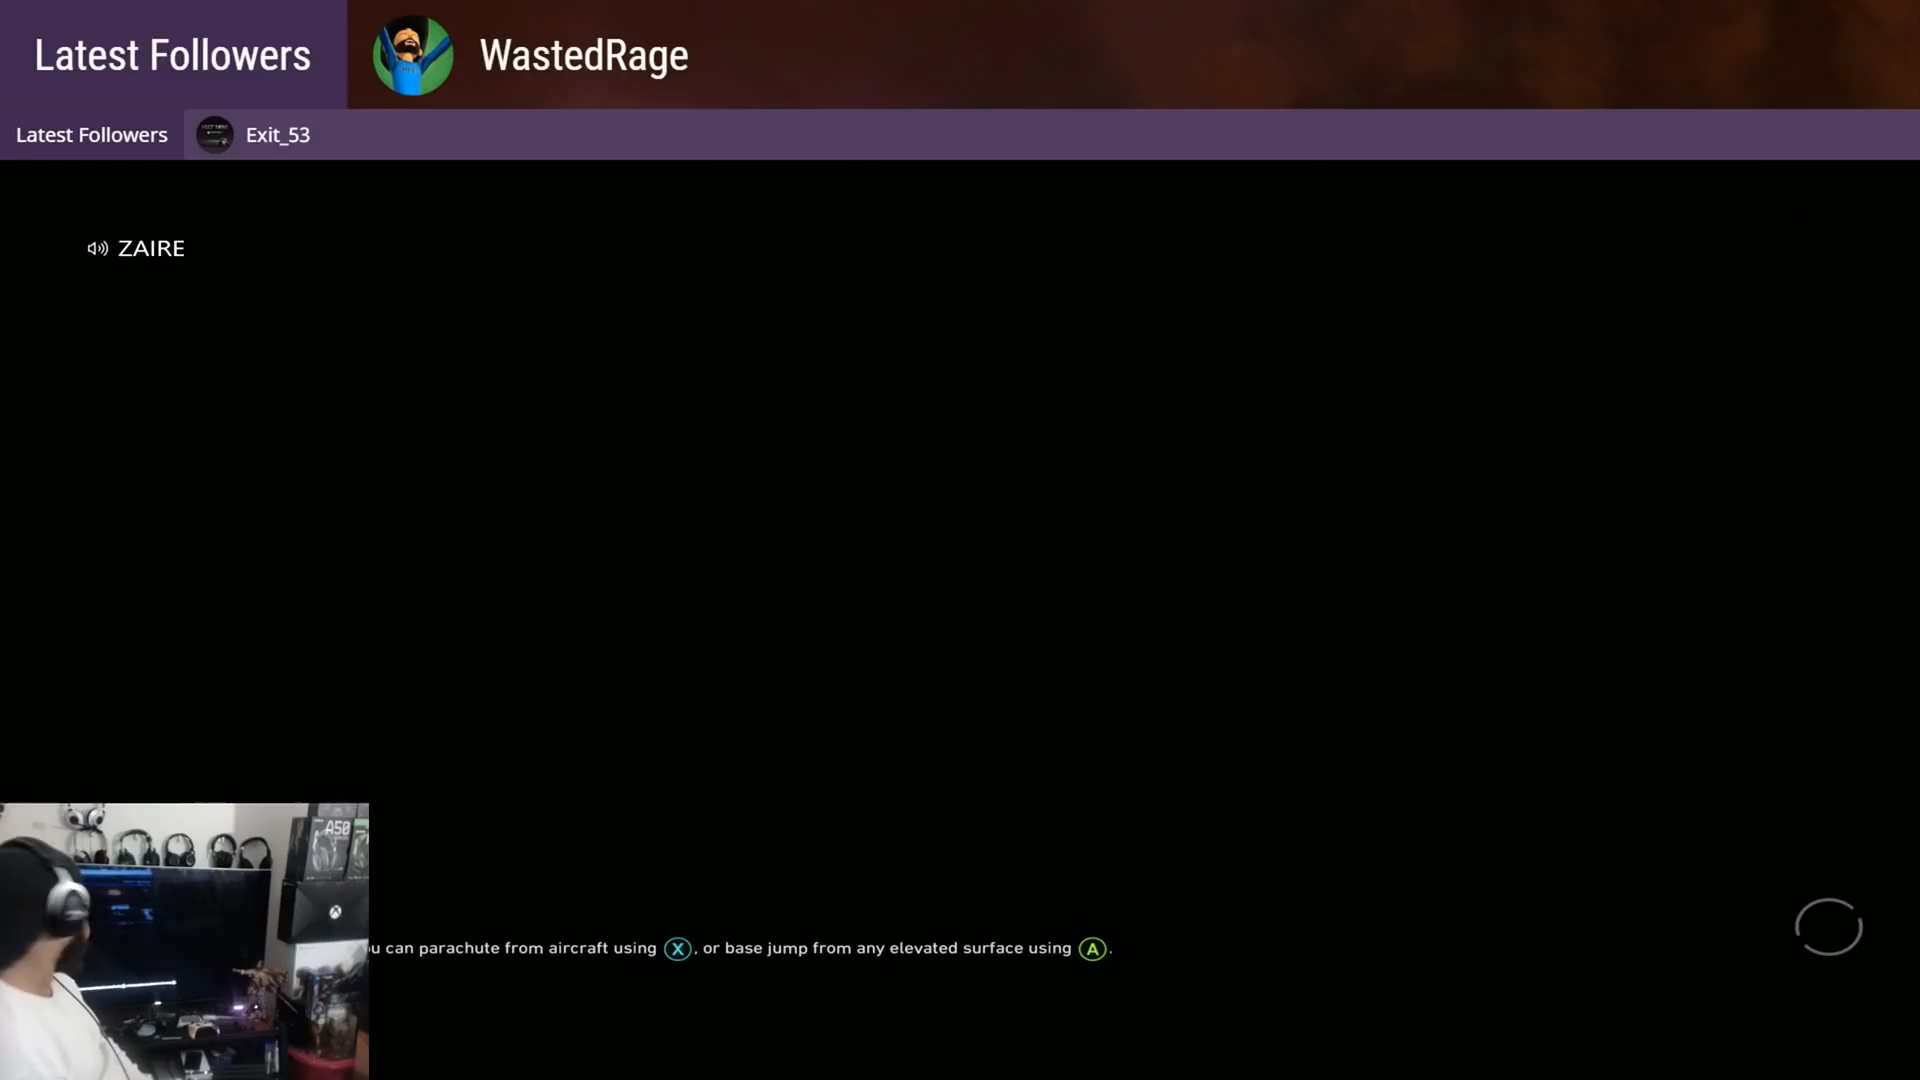 Latest Followers
WastedRage
Latest Followers
Exit_53
ZAIRE
A50
u can parachute from aircraft using X, or base jump from any elevated surface using A.